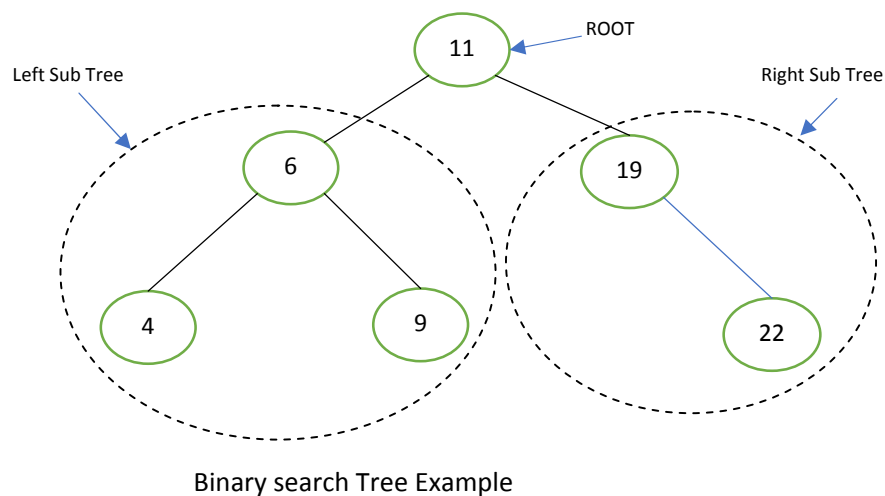 ROOT
11
Left Sub Tree
Right Sub Tree
6
19
4
9
22
Binary search Tree Example